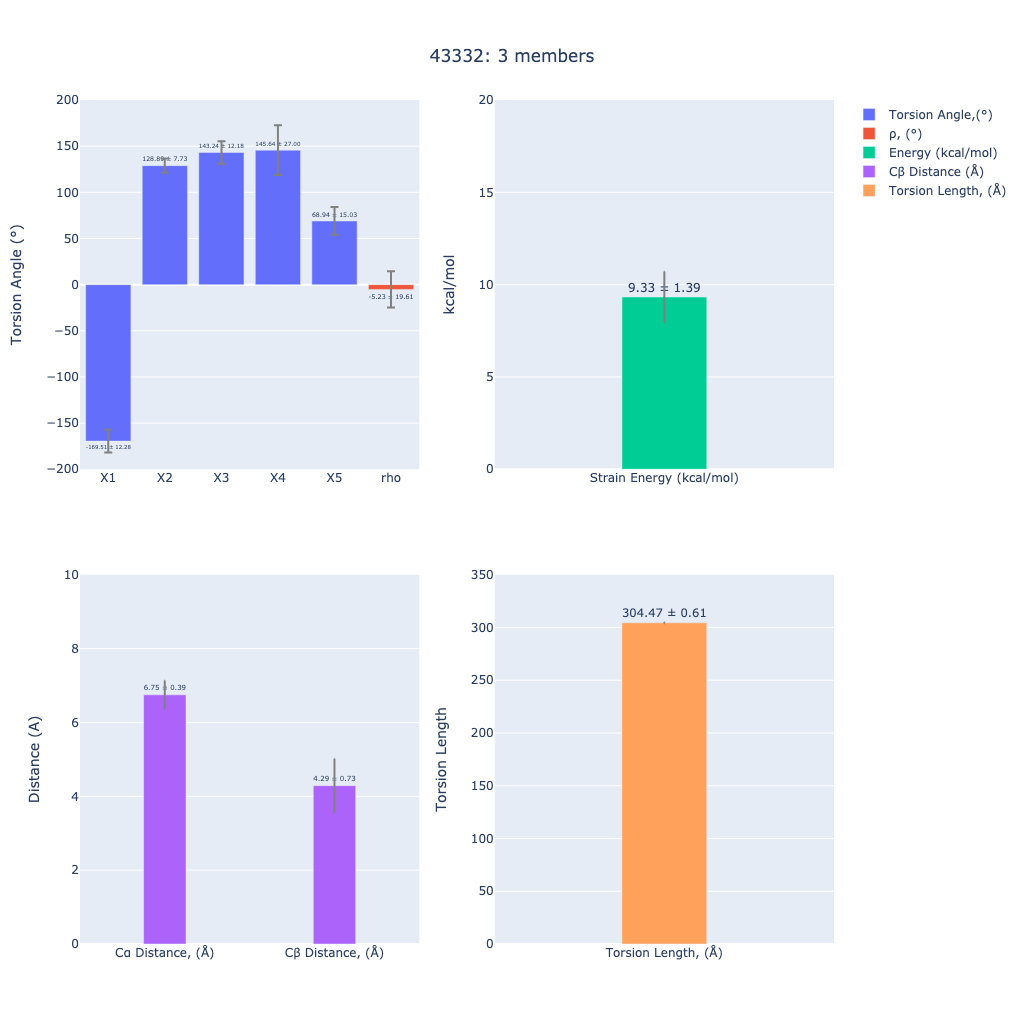 43332: 3 members
Torsion Angle (°)
200
150
100
50
0
−50
−100
−150
−200
-169.51 ± 12.28
128.89 ± 7.73
143.24 ± 12.18
145.64 ± 27.00
68.94 ± 15.03
-5.23 ± 19.61
X1
X2
X3
X4
X5
rho
kcal/mol
20
15
10
5
0
9.33 ± 1.39
Strain Energy (kcal/mol)
Torsion Angle,(°)
ρ, (°)
Energy (kcal/mol)
Cβ Distance (Å)
Torsion Length, (Å)
Distance (A)
10
8
6
4
2
0
6.75 ± 0.39
4.29 ± 0.73
Cα Distance, (Å)
Cβ Distance, (Å)
Torsion Length
350
300
250
200
150
100
50
0
304.47 ± 0.61
Torsion Length, (Å)